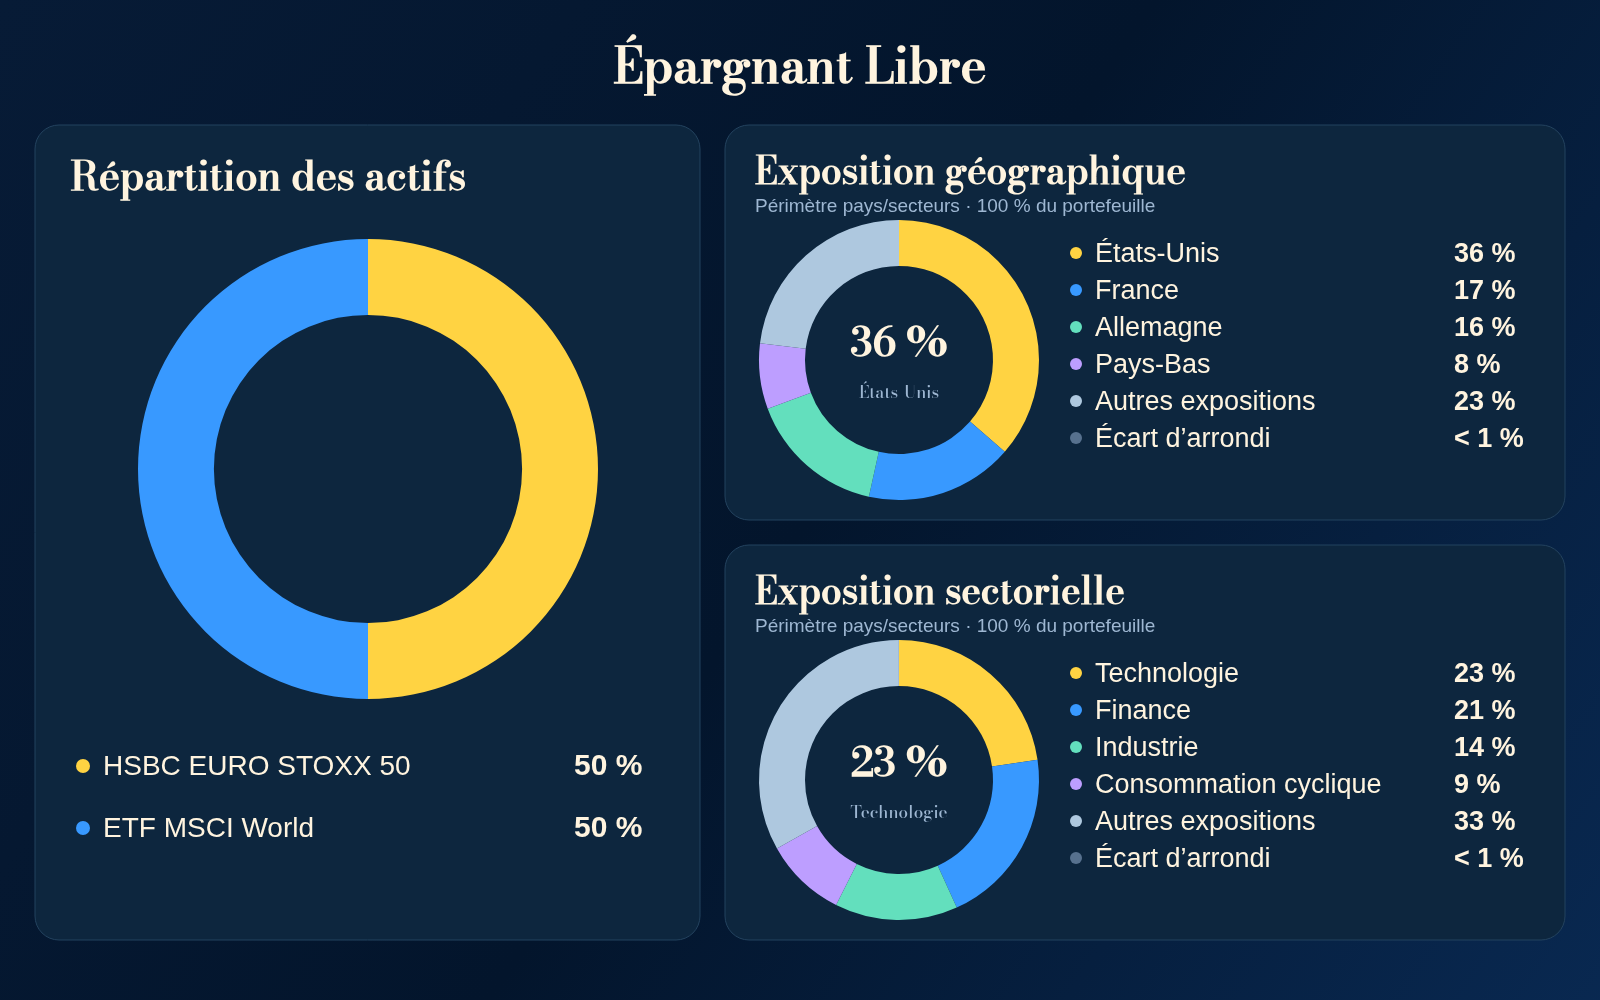 Épargnant Libre
Répartition des actifs
HSBC EURO STOXX 50 50 %
ETF MSCI World 50 %
Exposition géographique
Périmètre pays/secteurs · 100 % du portefeuille
36 %
États Unis
États-Unis 36 %
France 17 %
Allemagne 16 %
Pays-Bas 8 %
Autres expositions 23 %
Écart d’arrondi < 1 %
Exposition sectorielle
Périmètre pays/secteurs · 100 % du portefeuille
23 %
Technologie
Technologie 23 %
Finance 21 %
Industrie 14 %
Consommation cyclique 9 %
Autres expositions 33 %
Écart d’arrondi < 1 %